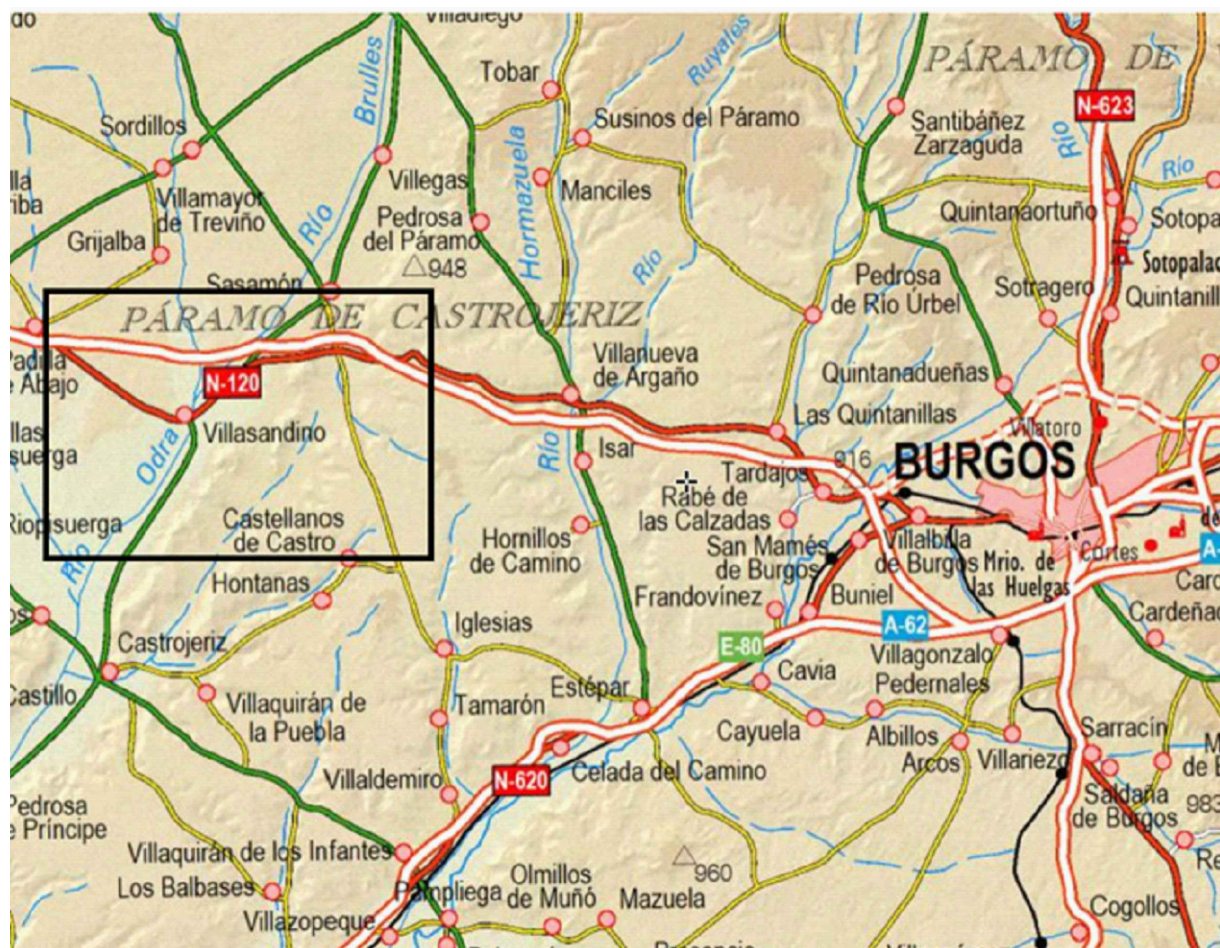 Villadiego
Brulles
Tobar
Ruyales
PÁRAMO DE
N-623
Sordillos
Susinos del Páramo
Santibáñez
Zarzaguda
Río
Río
Villegas
Hormazuela
Manciles
Villamayor
de Treviño
Grijalba
Río
Pedrosa
del Páramo
948
Quintanaortuño
Río
Sasamón
Pedrosa
de Río Úrbel
Sotragero
PÁRAMO DE CASTROJERIZ
Villanueva
de Argaño
N-120
Abajo
Quintanadueñas
Villasandino
Odra
Isar
Río
Las Quintanillas
Villatoro
916
BURGOS
Tardajos
Rabé de
las Calzadas
Castellanos
de Castro
Hornillos
de Camino
San Mamés
de Burgos
Villalbilla
de Burgos
Mrio. de
las Huelgas
Cortes
Río
Hontanas
Frandovínez
Buniel
A-62
E-80
Castrojeriz
Iglesias
Villagonzalo
Pedernales
Cavia
Estépar
Castillo
Villaquirán de
la Puebla
Tamarón
Cayuela
Albillos
Arcos
Villariezo
Sarracín
Villaldemiro
N-620
Celada del Camino
Saldaña
de Burgos
983
Pedrosa
Príncipe
Villaquirán de los Infantes
960
Los Balbases
Pampliega
Olmillos
de Muñó
Mazuela
Villazopeque
Cogollos